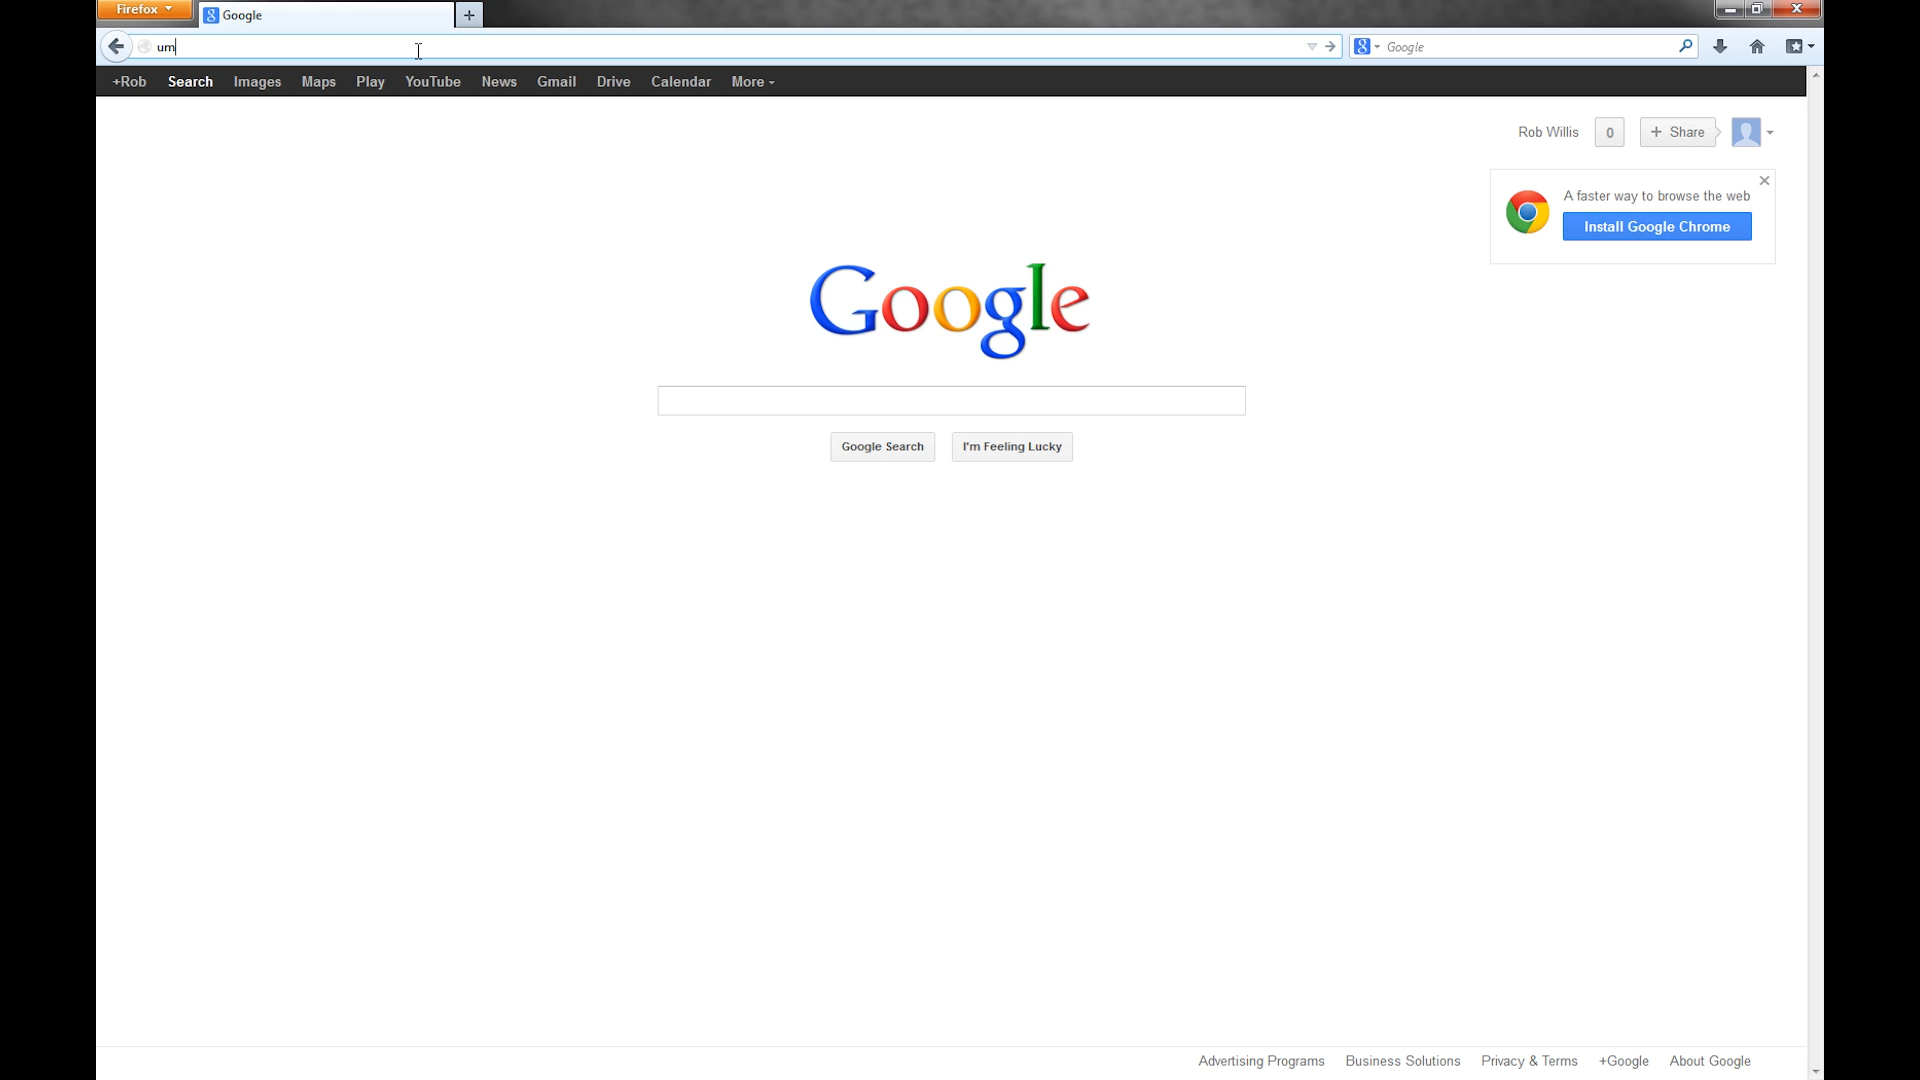 Firefox
Google
um
Google
+Rob Search Images Maps Play YouTube News Gmail Drive Calendar More
Rob Willis 0 + Share
A faster way to browse the web
Install Google Chrome
Google
Google Search I'm Feeling Lucky
Advertising Programs Business Solutions Privacy & Terms +Google About Google